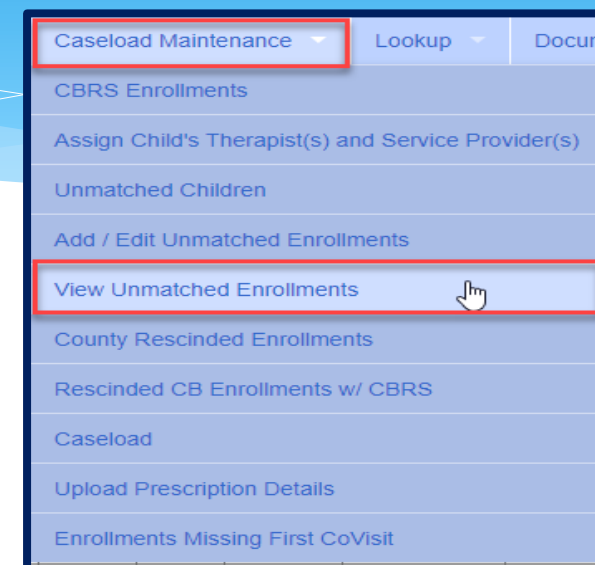 Caseload Maintenance Lookup Docum
CBRS Enrollments
Assign Child's Therapist(s) and Service Provider(s)
Unmatched Children
Add / Edit Unmatched Enrollments
View Unmatched Enrollments
County Rescinded Enrollments
Rescinded CB Enrollments w/ CBRS
Caseload
Upload Prescription Details
Enrollments Missing First CoVisit